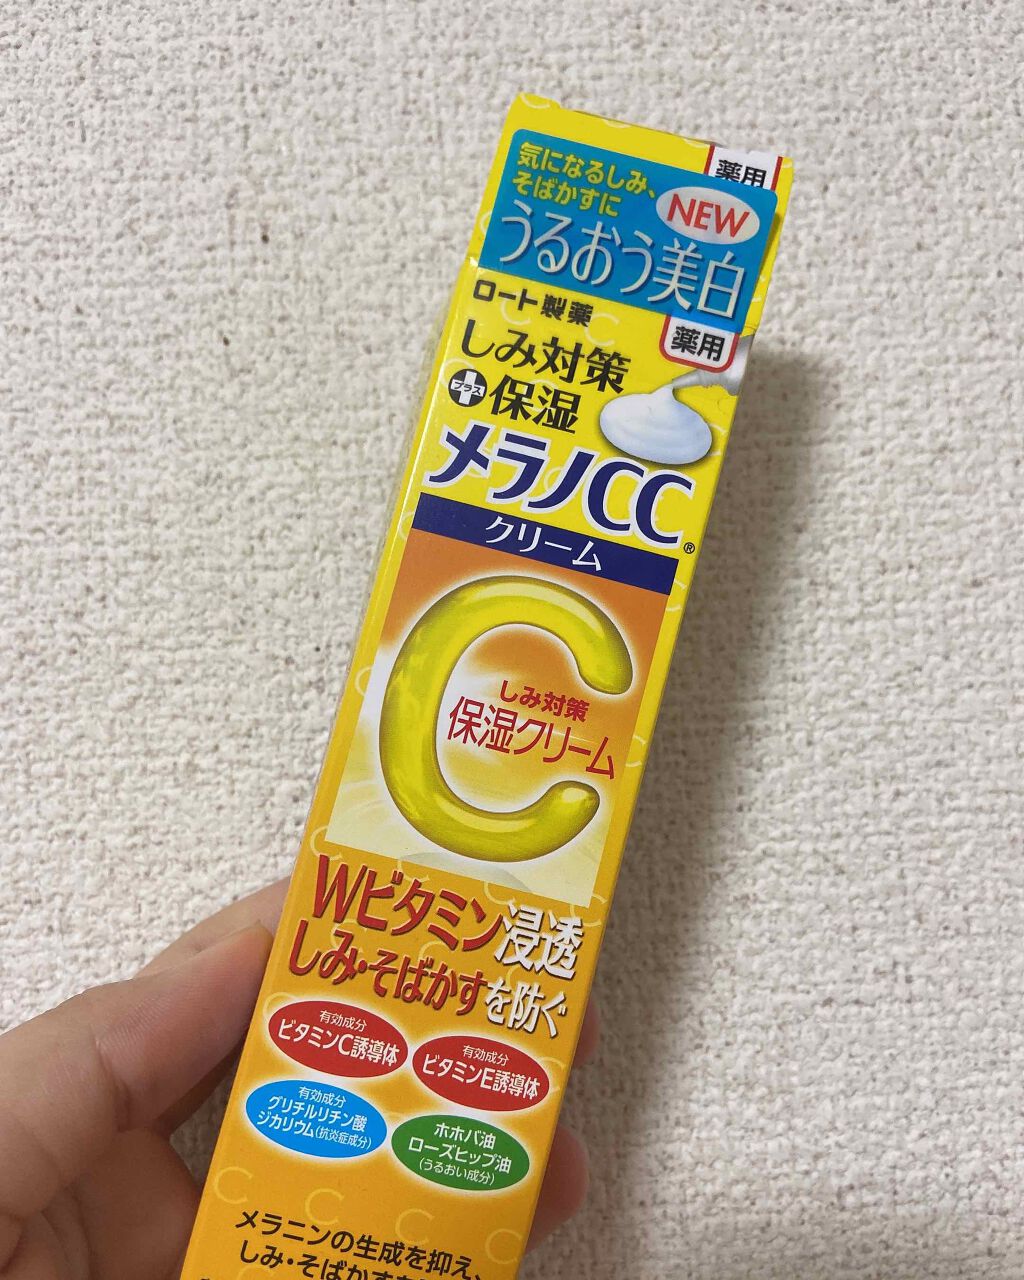 薬用
気になるしみ、
そばかすに
NEW
うるおう美白
ロート製薬
薬用
しみ対策
プラス保湿
メラノCC®
クリーム
C
しみ対策
保湿クリーム
Wビタミン浸透
しみ・そばかすを防ぐ
有効成分
ビタミンC誘導体
有効成分
ビタミンE誘導体
有効成分
グリチルリチン酸
ジカリウム(抗炎症成分)
ホホバ油
ローズヒップ油
(うるおい成分)
メラニンの生成を抑え、
しみ・そばかすを